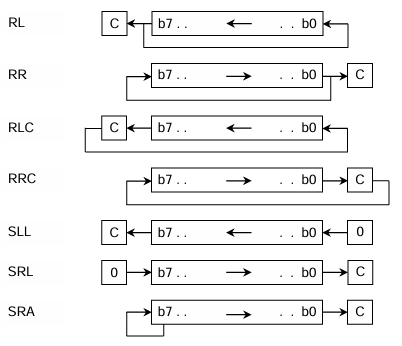 RL C b7 . . . . b0
RR b7 . . . . b0 C
RLC C b7 . . . . b0
RRC b7 . . . . b0 C
SLL C b7 . . . . b0 0
SRL 0 b7 . . . . b0 C
SRA b7 . . . . b0 C